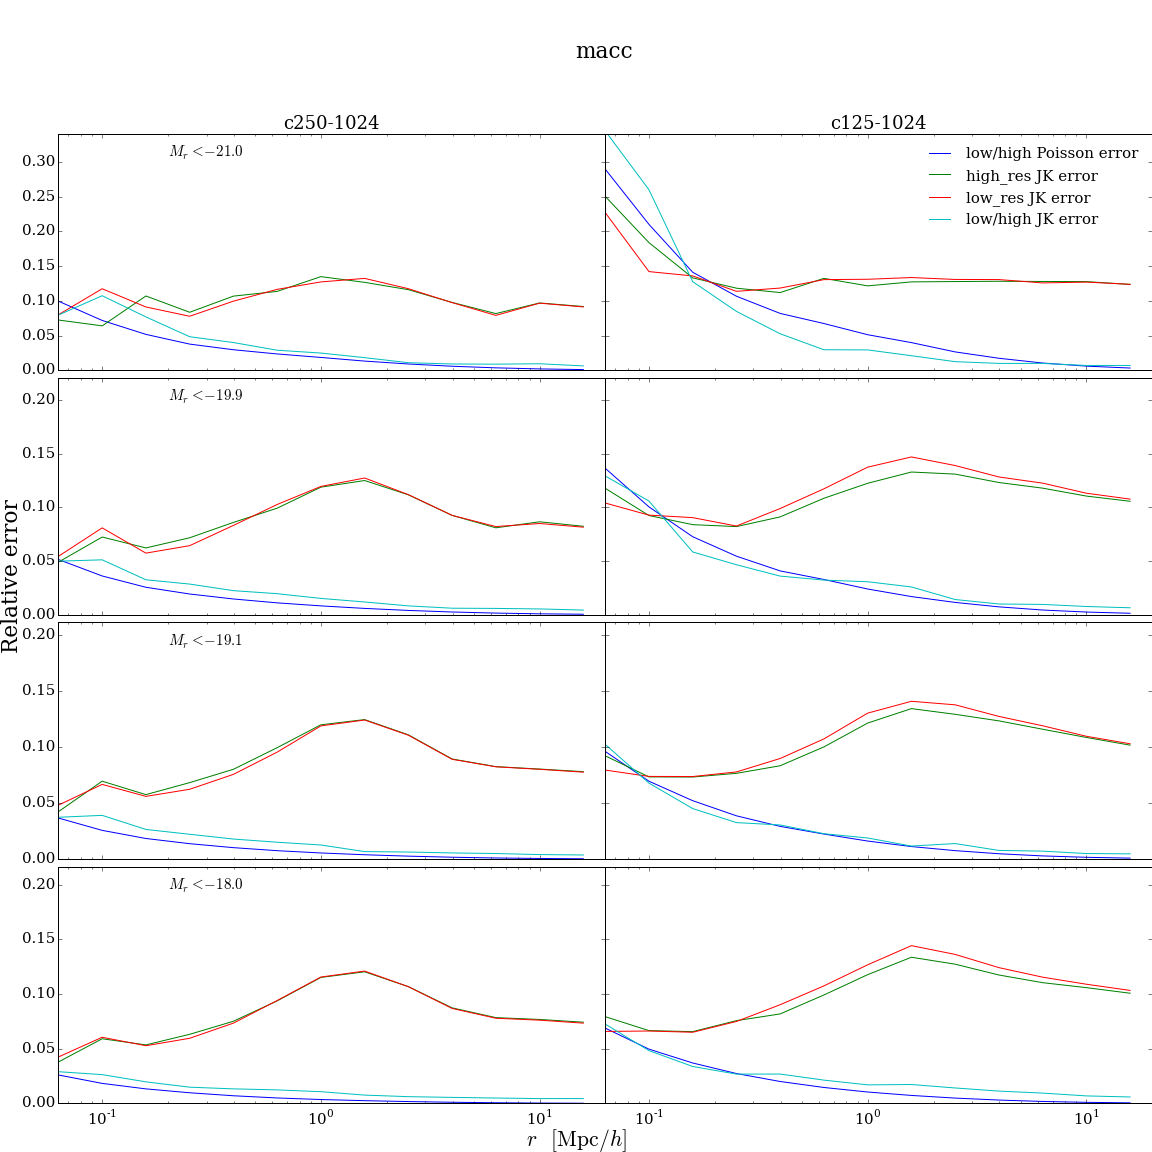 macc
c250-1024
c125-1024
M_r <−21.0
low/high Poisson error
high_res JK error
low_res JK error
low/high JK error
0.30
0.25
0.20
0.15
0.10
0.05
0.00
M_r <−19.9
0.20
0.15
0.10
0.05
0.00
Relative error
M_r <−19.1
0.20
0.15
0.10
0.05
0.00
M_r <−18.0
0.20
0.15
0.10
0.05
0.00
10^-1 10^0 10^1 10^-1 10^0 10^1
r [Mpc/h]